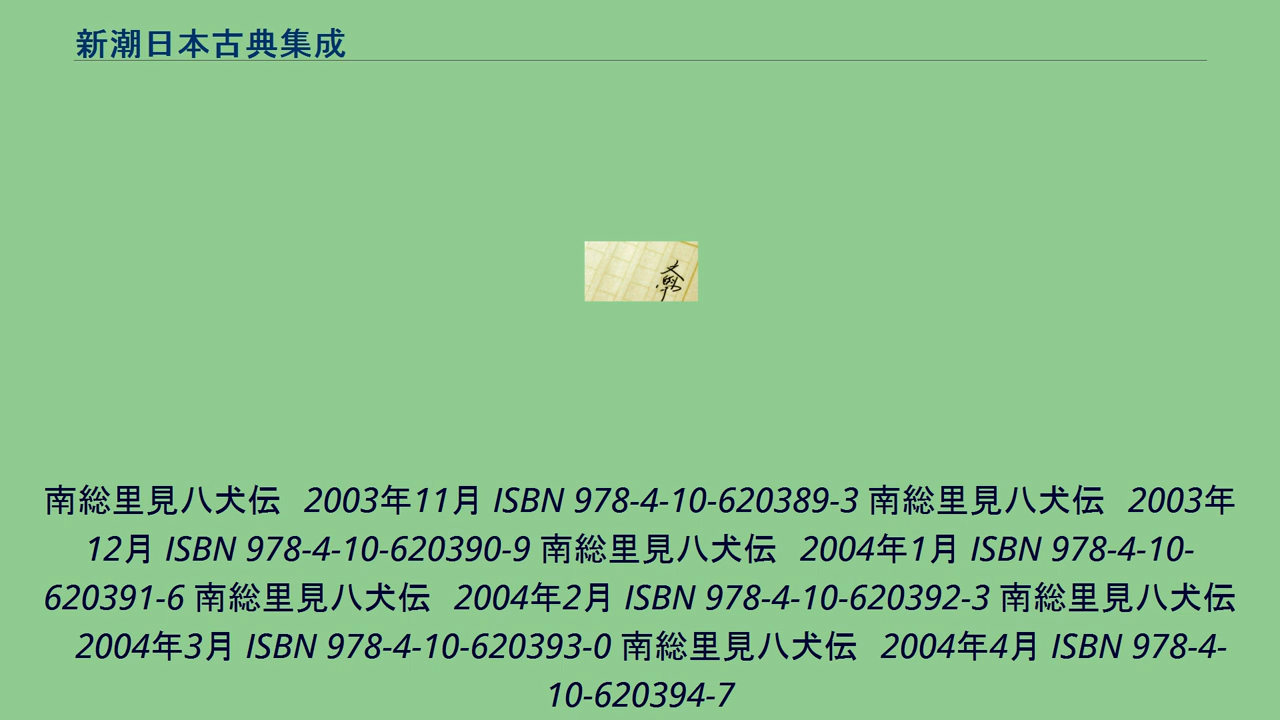 新潮日本古典集成
南総里見八犬伝 2003年11月 ISBN 978-4-10-620389-3 南総里見八犬伝 2003年
12月 ISBN 978-4-10-620390-9 南総里見八犬伝 2004年1月 ISBN 978-4-10-
620391-6 南総里見八犬伝 2004年2月 ISBN 978-4-10-620392-3 南総里見八犬伝
2004年3月 ISBN 978-4-10-620393-0 南総里見八犬伝 2004年4月 ISBN 978-4-
10-620394-7